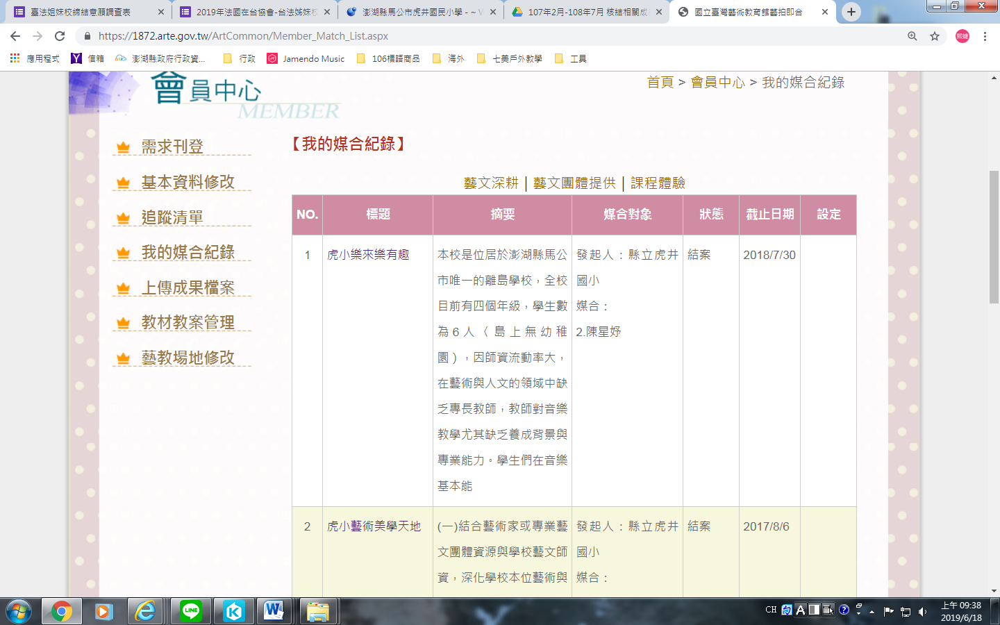 臺法姐妹校締結意願調查表
2019年法國在台協會-台法姊妹校
澎湖縣馬公市虎井國民小學 - ~ W
107年2月-108年7月 核結相關成
國立臺灣藝術教育館藝拍即合
https://1872.arte.gov.tw/ArtCommon/Member_Match_List.aspx
熙婕
應用程式
信箱
澎湖縣政府行政資...
行政
Jamendo Music
106標語商品
海外
七美戶外教學
工具
會員中心
MEMBER
首頁 > 會員中心 > 我的媒合紀錄
需求刊登
基本資料修改
追蹤清單
我的媒合紀錄
上傳成果檔案
教材教案管理
藝教場地修改
【我的媒合紀錄】
藝文深耕 | 藝文團體提供 | 課程體驗
NO. 標題 摘要 媒合對象 狀態 截止日期 設定
1
虎小樂來樂有趣
本校是位居於澎湖縣馬公
市唯一的離島學校，全校
目前有四個年級，學生數
為6人〈島上無幼稚
園），因師資流動率大，
在藝術與人文的領域中缺
乏專長教師，教師對音樂
教學尤其缺乏養成背景與
專業能力。學生們在音樂
基本能
發起人：縣立虎井
國小
媒合：
2.陳星妤
結案
2018/7/30
2
虎小藝術美學天地
(一)結合藝術家或專業藝
文團體資源與學校藝文師
資，深化學校本位藝術與
發起人：縣立虎井
國小
媒合：
結案
2017/8/6
CH
上午 09:38
2019/6/18